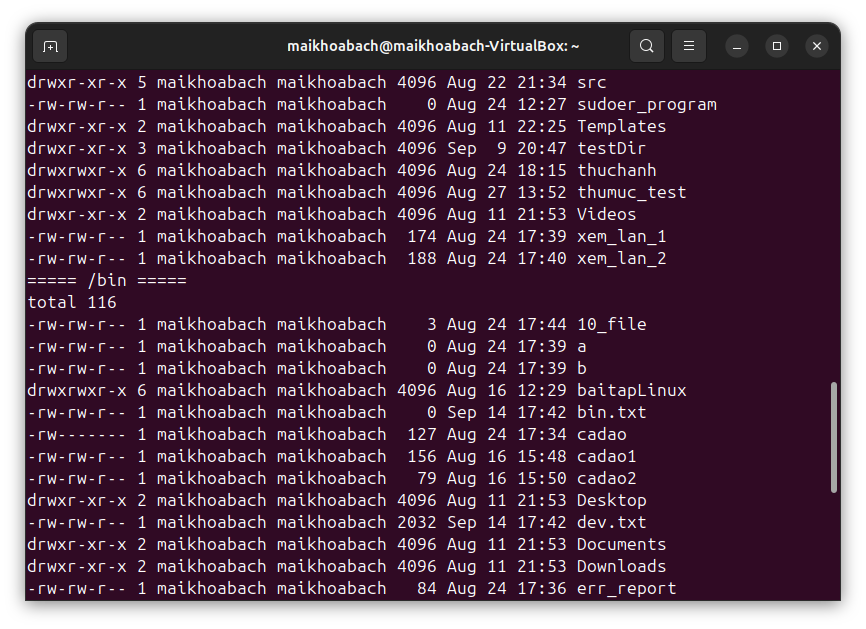 maikhoabach@maikhoabach-VirtualBox: ~
drwxr-xr-x 5 maikhoabach maikhoabach 4096 Aug 22 21:34 src
-rw-rw-r-- 1 maikhoabach maikhoabach    0 Aug 24 12:27 sudoer_program
drwxr-xr-x 2 maikhoabach maikhoabach 4096 Aug 11 22:25 Templates
drwxr-xr-x 3 maikhoabach maikhoabach 4096 Sep  9 20:47 testDir
drwxrwxr-x 6 maikhoabach maikhoabach 4096 Aug 24 18:15 thuchanh
drwxrwxr-x 6 maikhoabach maikhoabach 4096 Aug 27 13:52 thumuc_test
drwxr-xr-x 2 maikhoabach maikhoabach 4096 Aug 11 21:53 Videos
-rw-rw-r-- 1 maikhoabach maikhoabach  174 Aug 24 17:39 xem_lan_1
-rw-rw-r-- 1 maikhoabach maikhoabach  188 Aug 24 17:40 xem_lan_2
===== /bin =====
total 116
-rw-rw-r-- 1 maikhoabach maikhoabach    3 Aug 24 17:44 10_file
-rw-rw-r-- 1 maikhoabach maikhoabach    0 Aug 24 17:39 a
-rw-rw-r-- 1 maikhoabach maikhoabach    0 Aug 24 17:39 b
drwxrwxr-x 6 maikhoabach maikhoabach 4096 Aug 16 12:29 baitapLinux
-rw-rw-r-- 1 maikhoabach maikhoabach    0 Sep 14 17:42 bin.txt
-rw------- 1 maikhoabach maikhoabach  127 Aug 24 17:34 cadao
-rw-rw-r-- 1 maikhoabach maikhoabach  156 Aug 16 15:48 cadao1
-rw-rw-r-- 1 maikhoabach maikhoabach   79 Aug 16 15:50 cadao2
drwxr-xr-x 2 maikhoabach maikhoabach 4096 Aug 11 21:53 Desktop
-rw-rw-r-- 1 maikhoabach maikhoabach 2032 Sep 14 17:42 dev.txt
drwxr-xr-x 2 maikhoabach maikhoabach 4096 Aug 11 21:53 Documents
drwxr-xr-x 2 maikhoabach maikhoabach 4096 Aug 11 21:53 Downloads
-rw-rw-r-- 1 maikhoabach maikhoabach   84 Aug 24 17:36 err_report